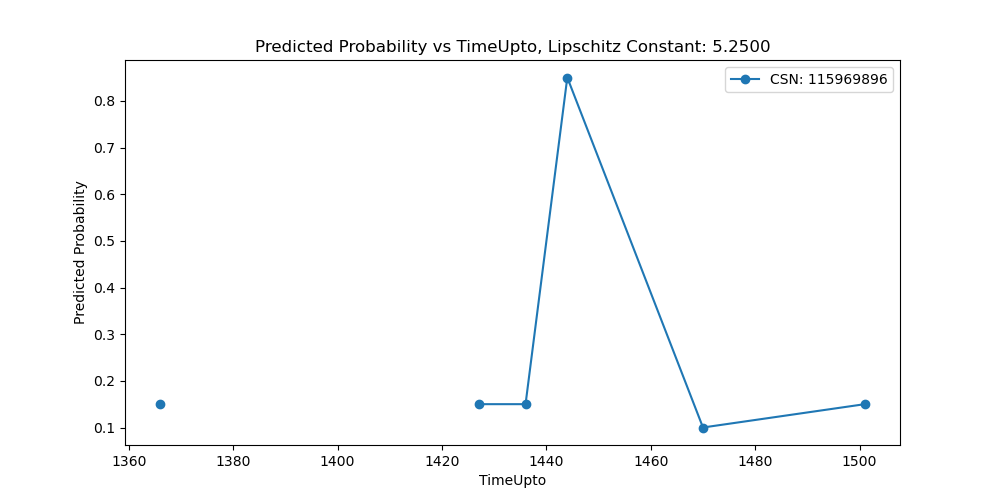 Predicted Probability vs TimeUpto, Lipschitz Constant: 5.2500
CSN: 115969896
Predicted Probability
0.8
0.7
0.6
0.5
0.4
0.3
0.2
0.1
1360 1380 1400 1420 1440 1460 1480 1500
TimeUpto